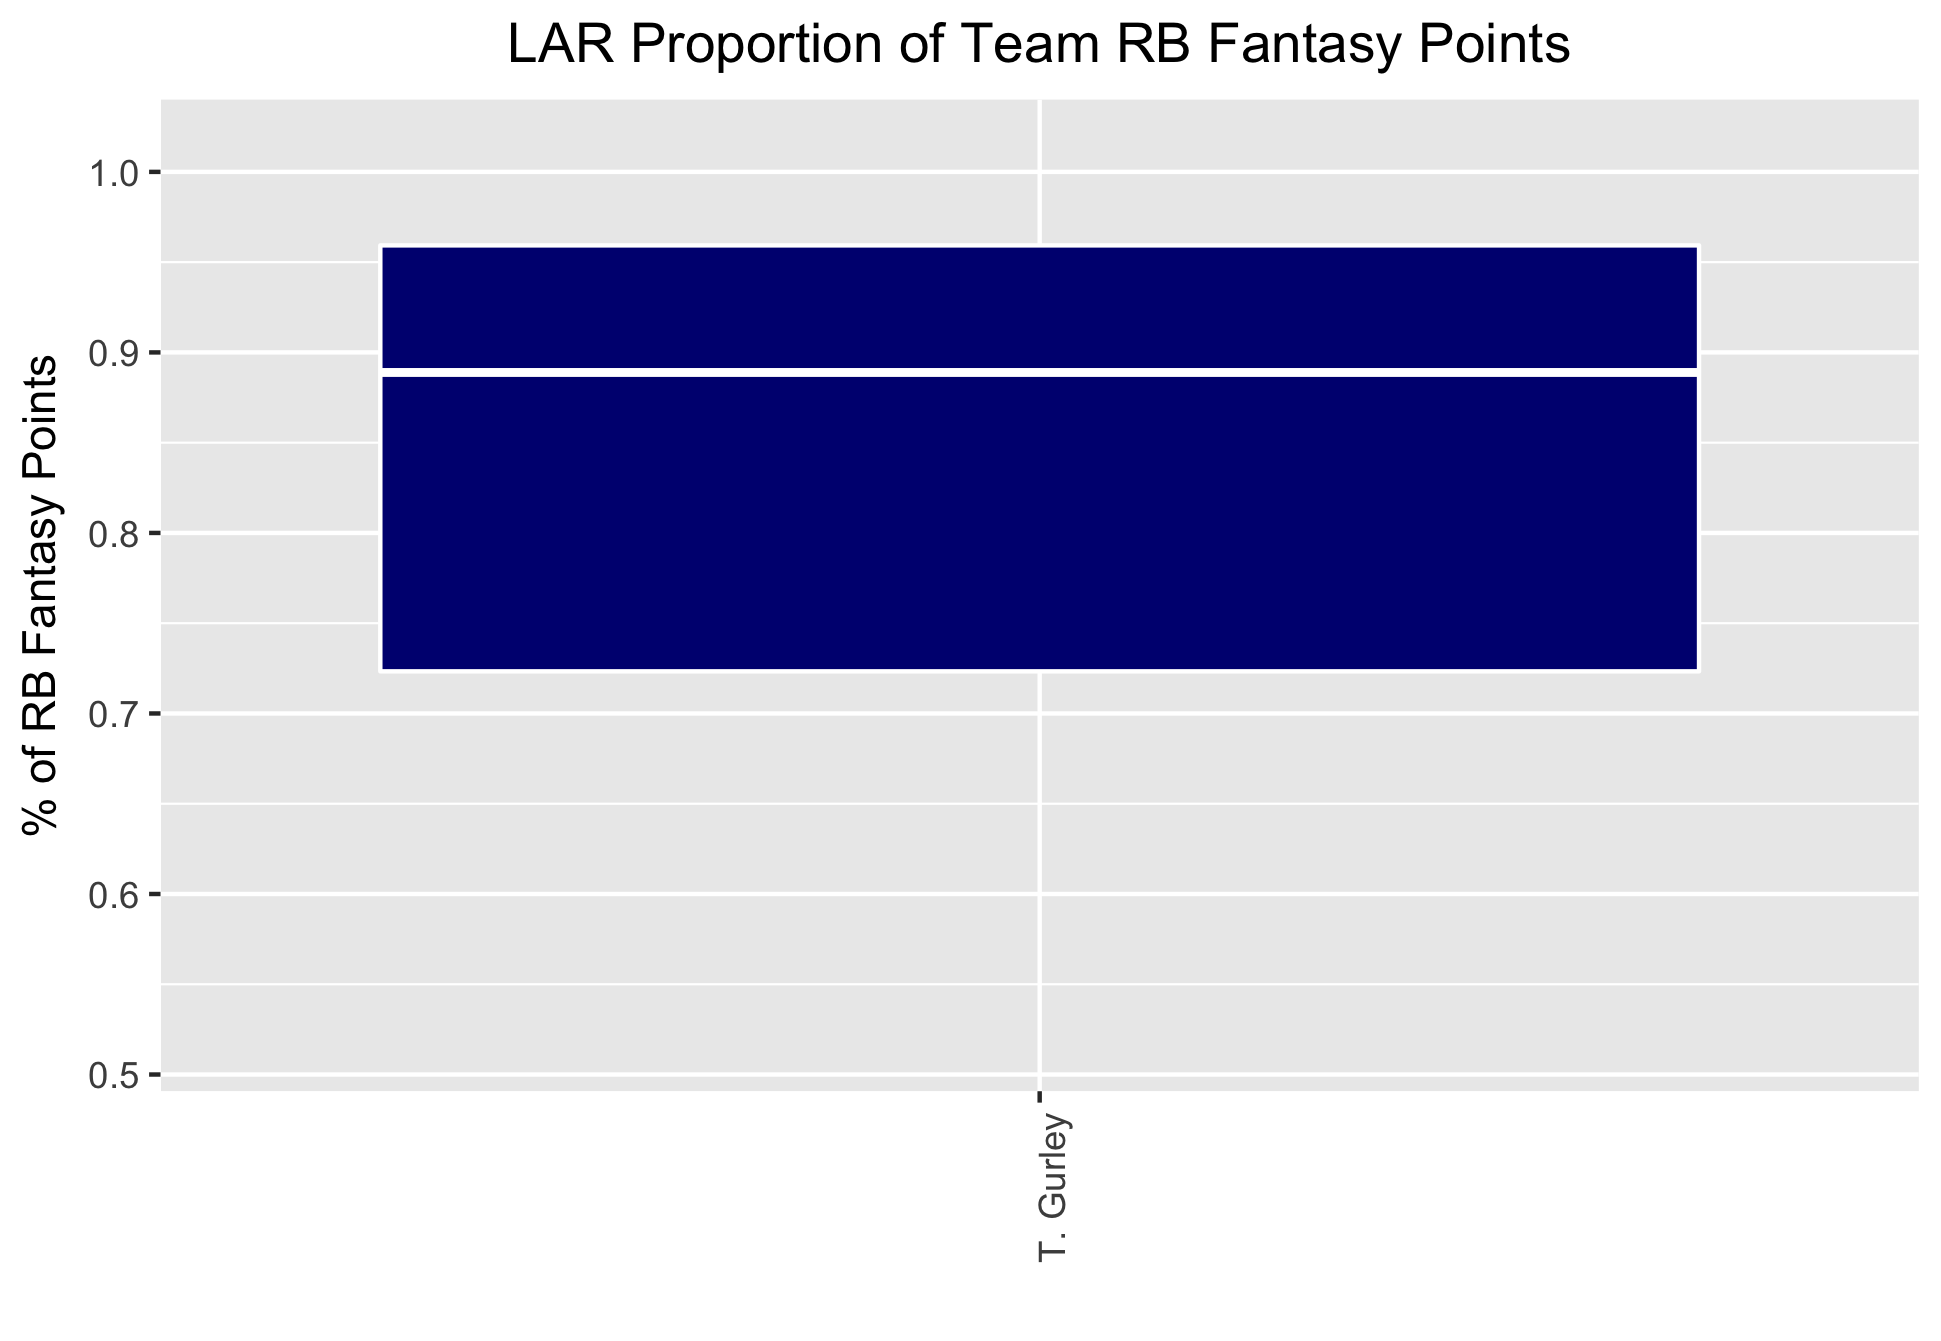 LAR Proportion of Team RB Fantasy Points
% of RB Fantasy Points
1.0
0.9
0.8
0.7
0.6
0.5
T. Gurley